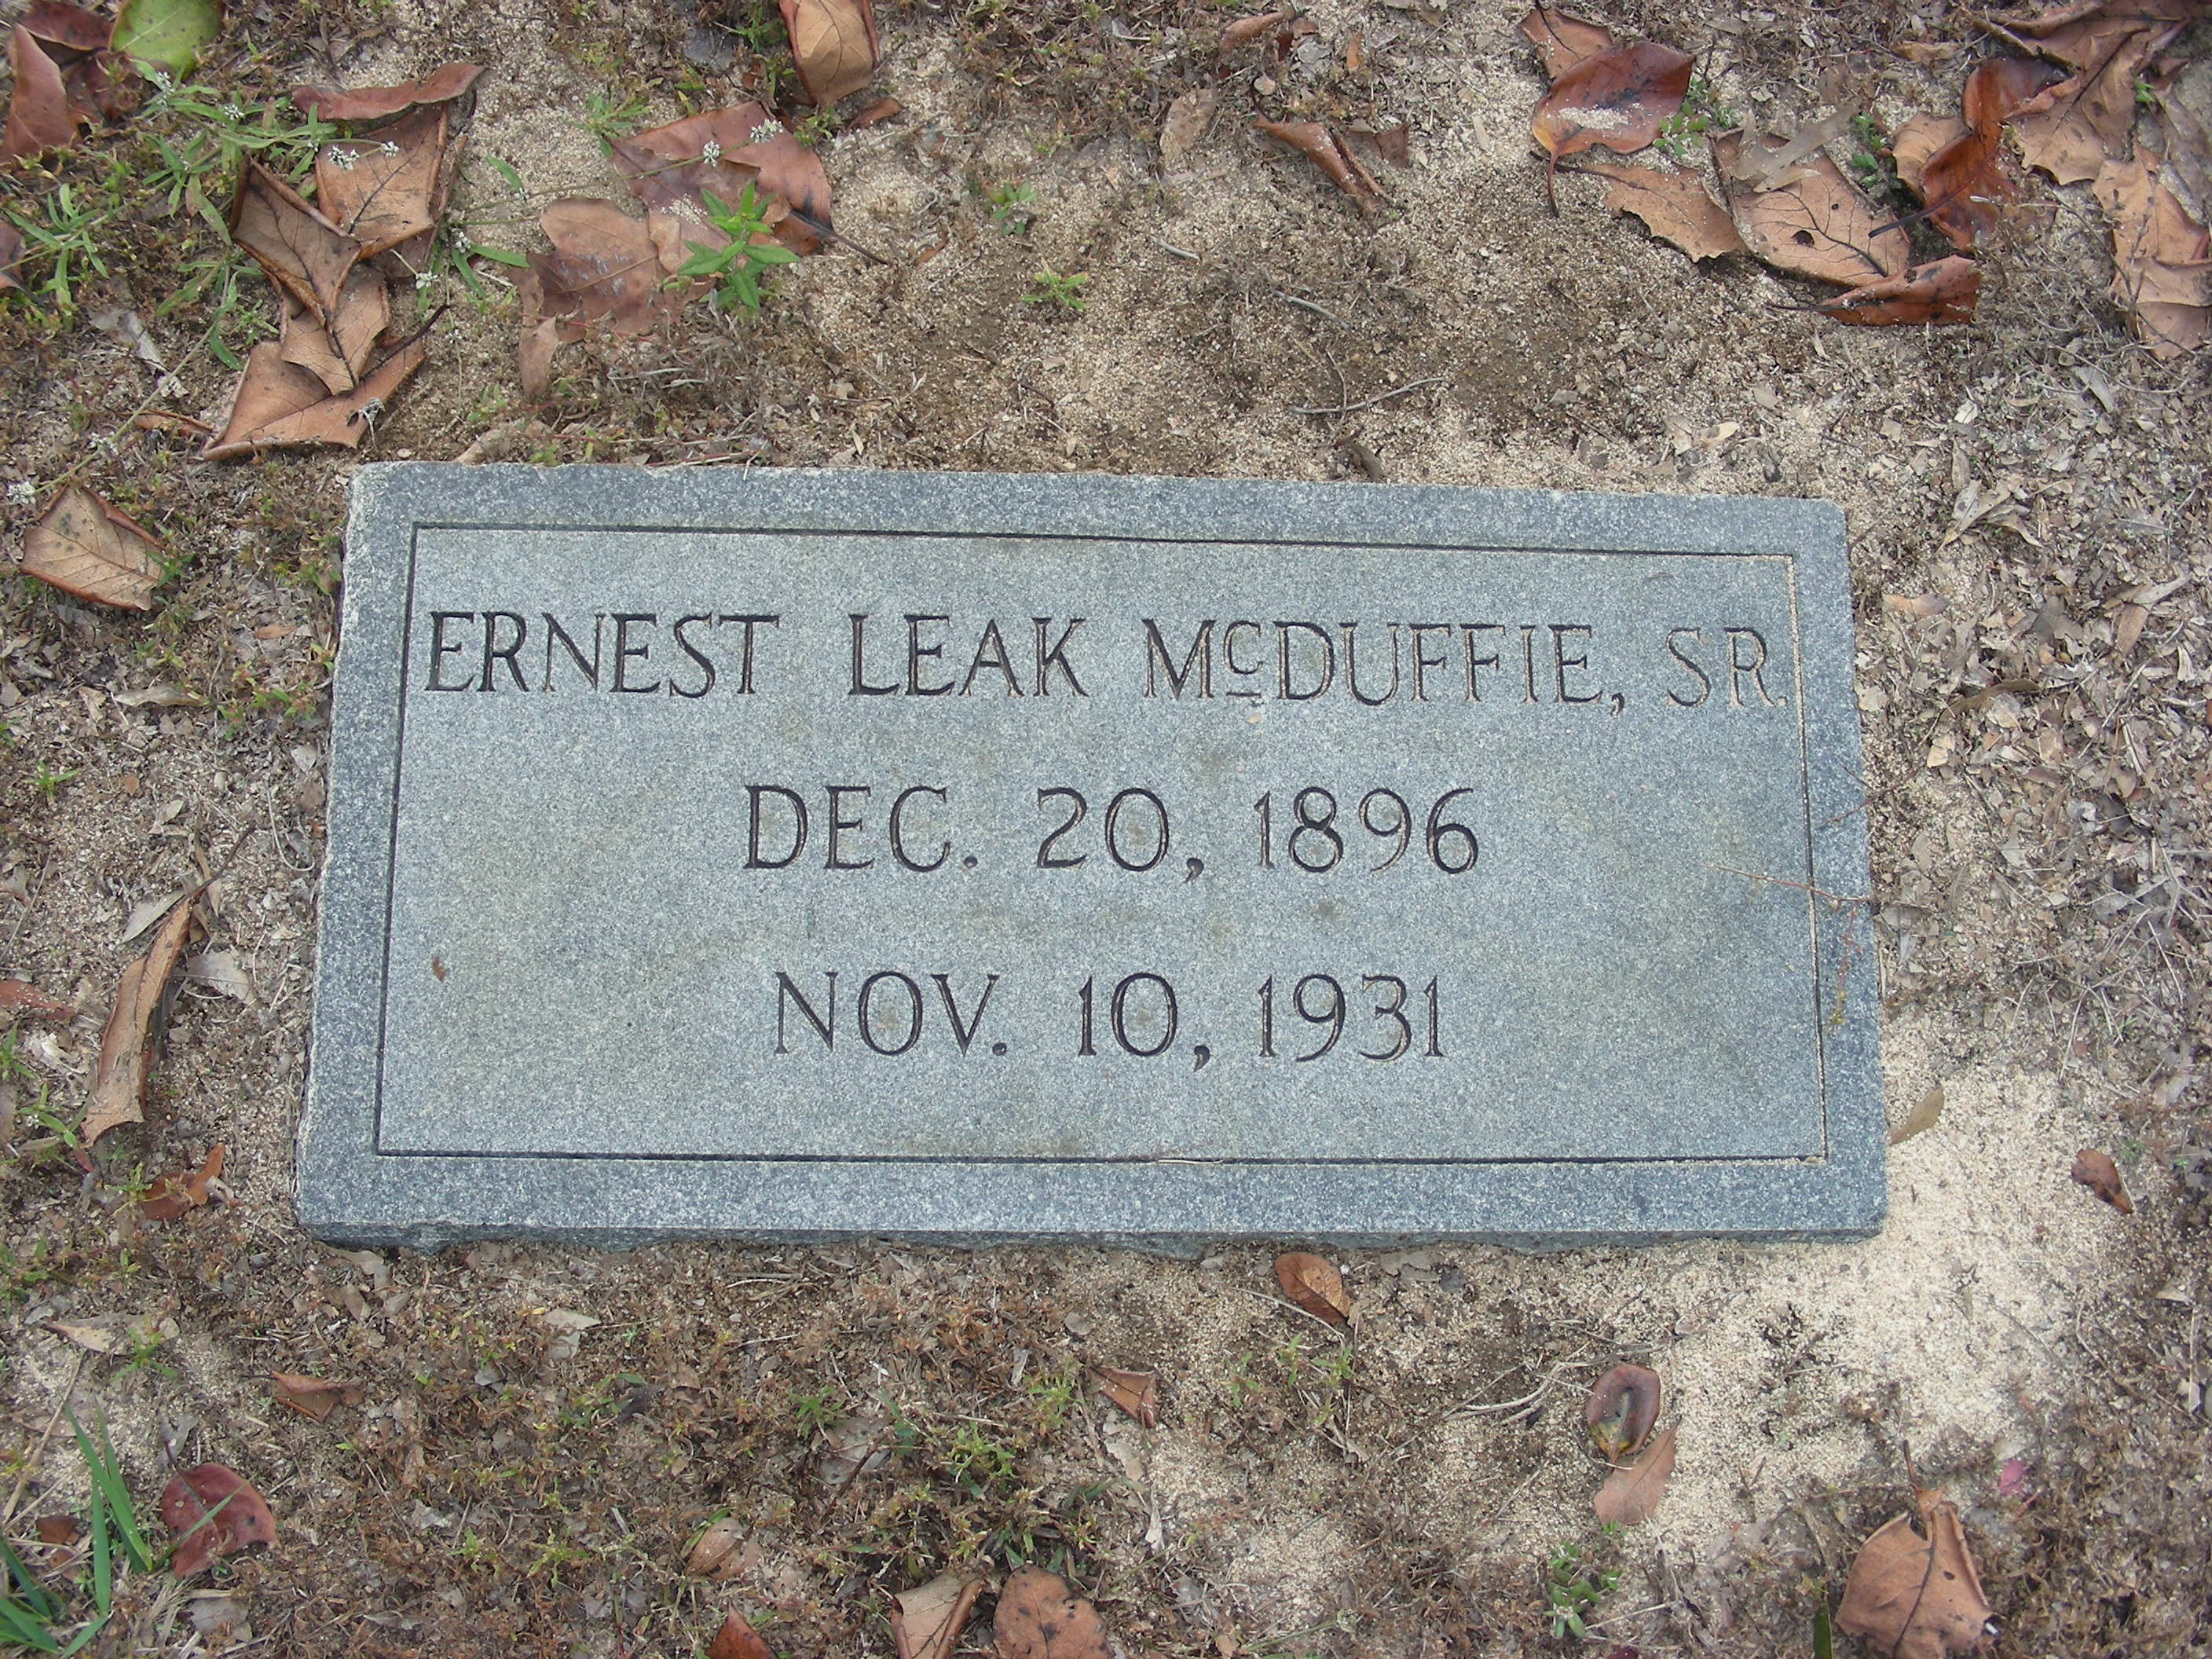 ERNEST LEAK McDUFFIE, SR.
DEC. 20, 1896
NOV. 10, 1931